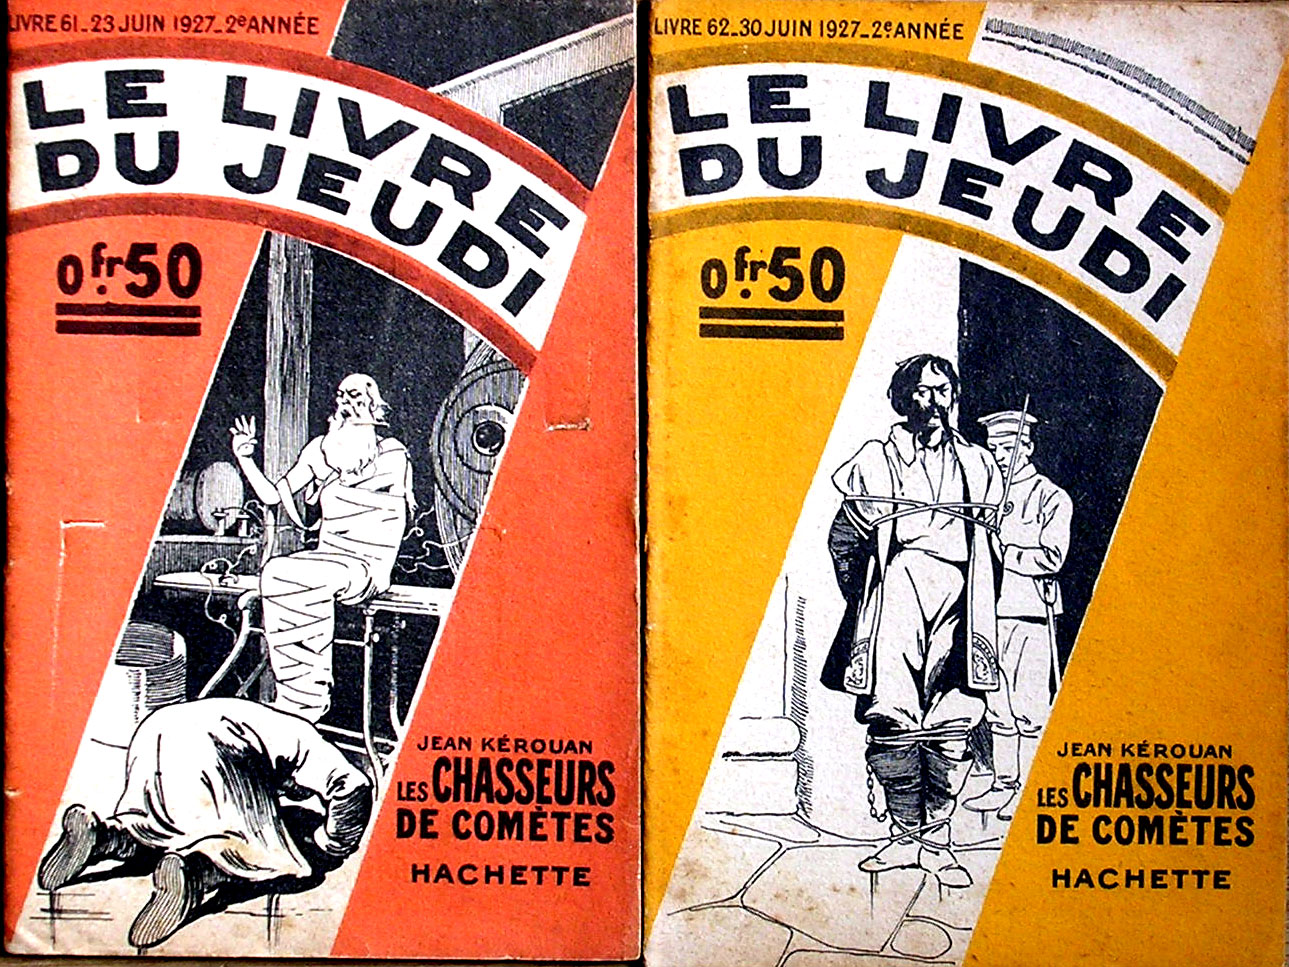 LIVRE 61_23 JUIN 1927_2e ANNÉE
LE LIVRE
DU JEUDI
0fr.50
JEAN KÉROUAN
LES CHASSEURS
DE COMÈTES
HACHETTE
LIVRE 62_30 JUIN 1927_2e ANNÉE
LE LIVRE
DU JEUDI
0fr.50
JEAN KÉROUAN
LES CHASSEURS
DE COMÈTES
HACHETTE